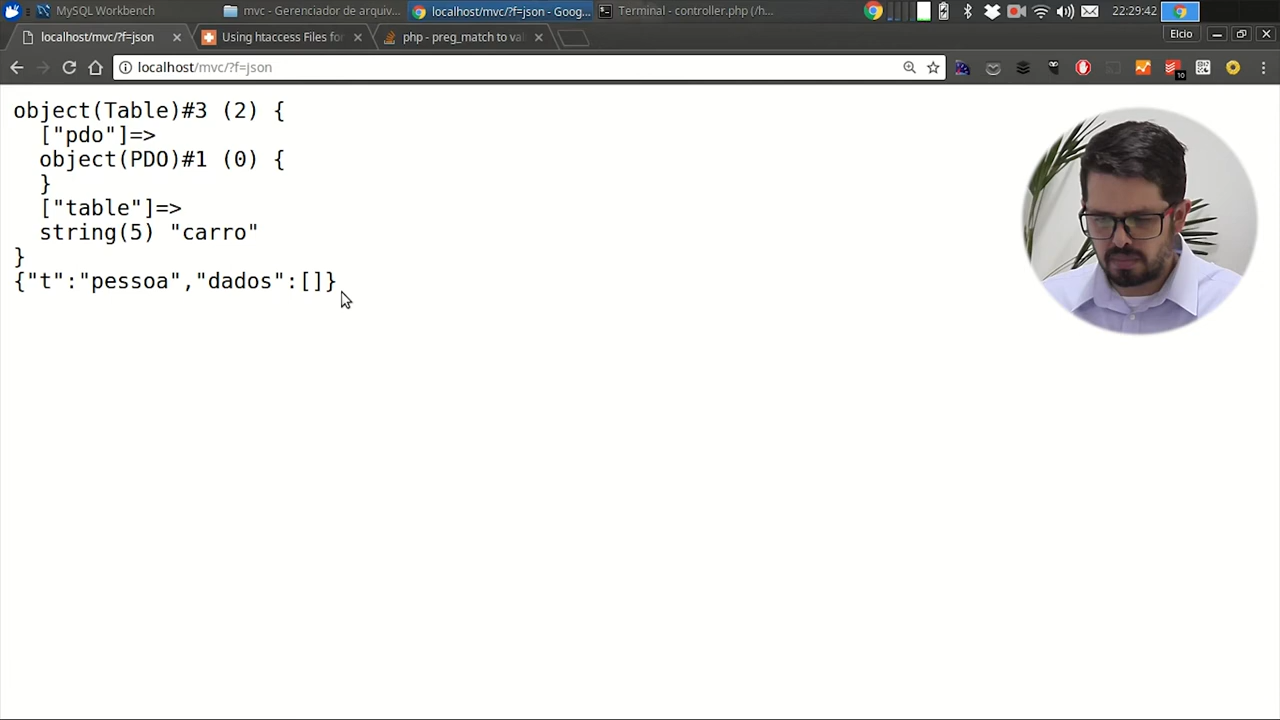 MySQL Workbench
mvc - Gerenciador de arquiv...
localhost/mvc/?f=json - Goog...
Terminal - controller.php (/h...
22:29:42
localhost/mvc/?f=json
Using htaccess Files for
php - preg_match to val
Elcio
localhost/mvc/?f=json
10
object(Table)#3 (2) {
["pdo"]=>
object(PDO)#1 (0) {
}
["table"]=>
string(5) "carro"
}
{"t":"pessoa","dados":[]}